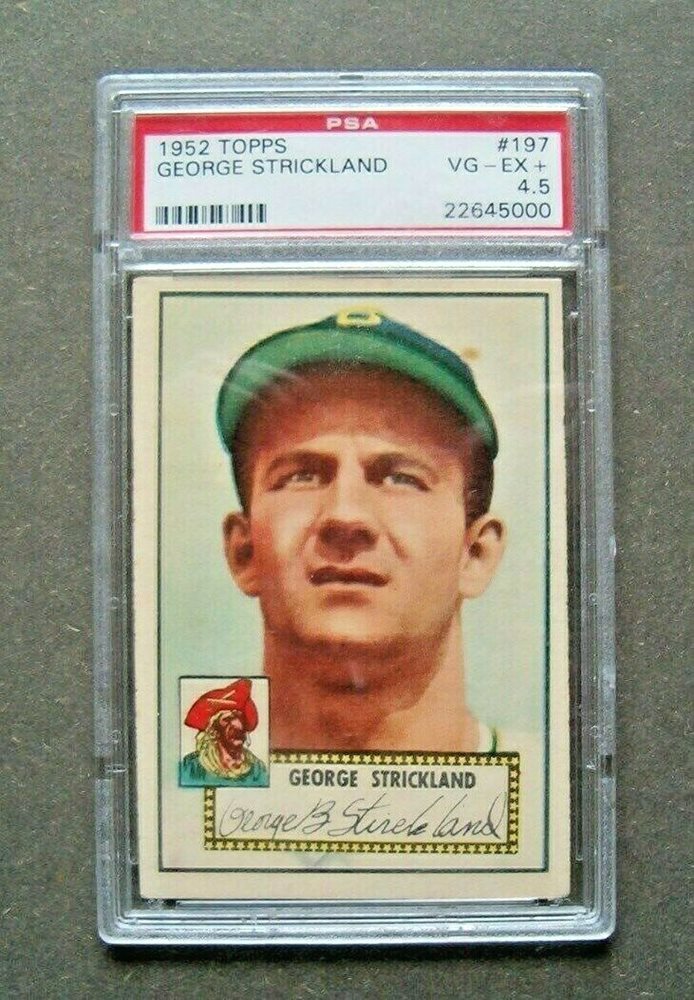 PSA
1952 TOPPS #197
GEORGE STRICKLAND VG-EX+
4.5
22645000
B
GEORGE STRICKLAND
George B Strickland